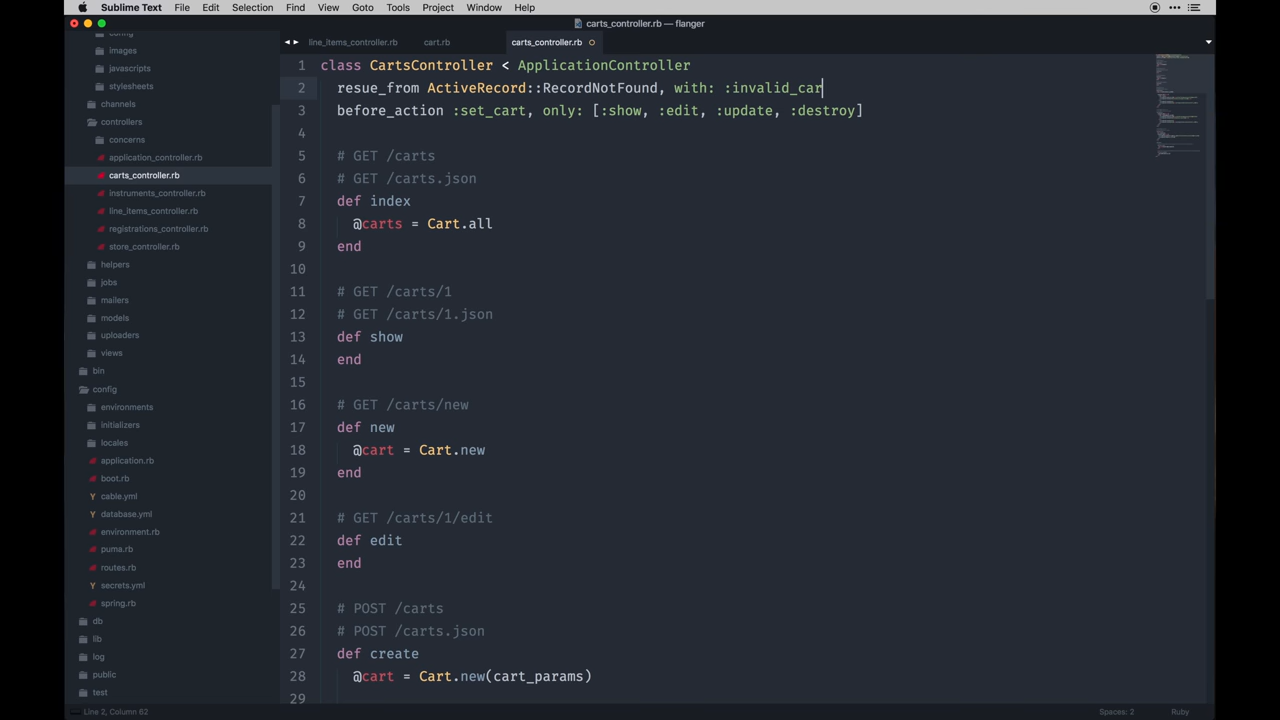 Sublime Text File Edit Selection Find View Goto Tools Project Window Help
carts_controller.rb — flanger
line_items_controller.rb cart.rb carts_controller.rb
images
javascripts
stylesheets
channels
controllers
concerns
application_controller.rb
carts_controller.rb
instruments_controller.rb
line_items_controller.rb
registrations_controller.rb
store_controller.rb
helpers
jobs
mailers
models
uploaders
views
bin
config
environments
initializers
locales
application.rb
boot.rb
cable.yml
database.yml
environment.rb
puma.rb
routes.rb
secrets.yml
spring.rb
db
lib
log
public
test
1 class CartsController < ApplicationController
2 resue_from ActiveRecord::RecordNotFound, with: :invalid_car
3 before_action :set_cart, only: [:show, :edit, :update, :destroy]
4
5 # GET /carts
6 # GET /carts.json
7 def index
8 @carts = Cart.all
9 end
10
11 # GET /carts/1
12 # GET /carts/1.json
13 def show
14 end
15
16 # GET /carts/new
17 def new
18 @cart = Cart.new
19 end
20
21 # GET /carts/1/edit
22 def edit
23 end
24
25 # POST /carts
26 # POST /carts.json
27 def create
28 @cart = Cart.new(cart_params)
29
Line 2, Column 62 Spaces: 2 Ruby